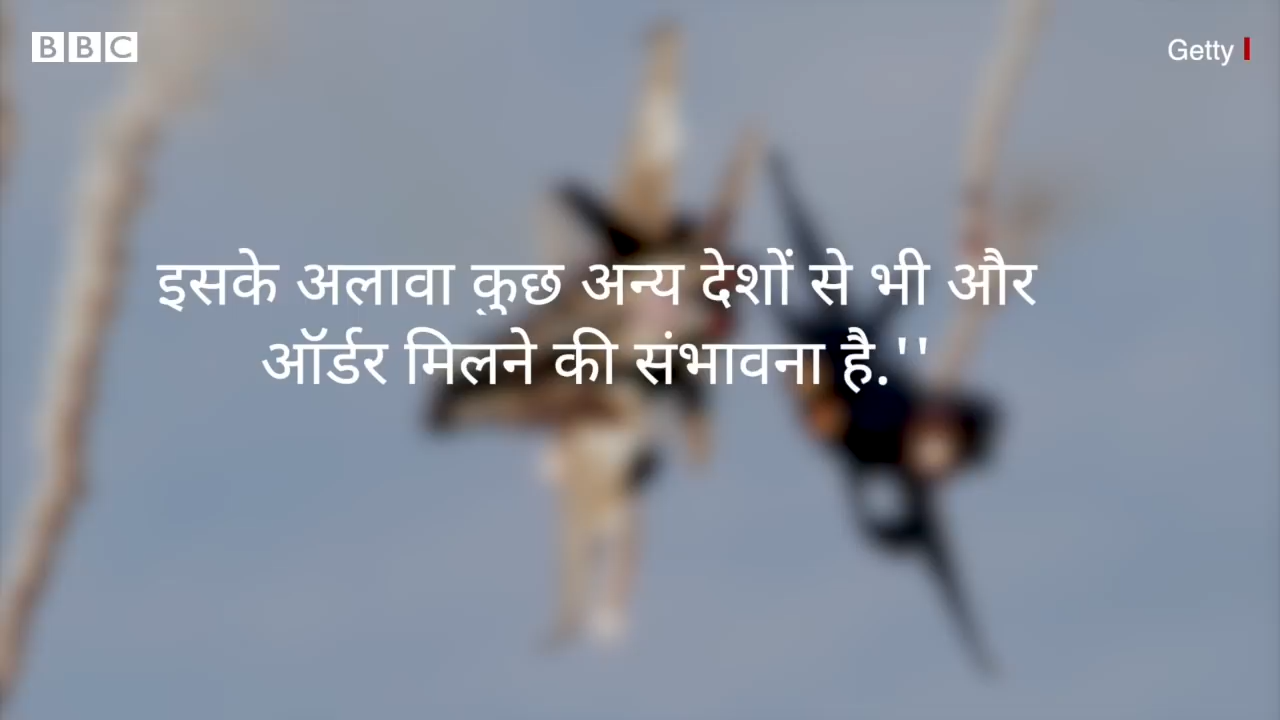 BBC
Getty
इसके अलावा कुछ अन्य देशों से भी और
ऑर्डर मिलने की संभावना है.''